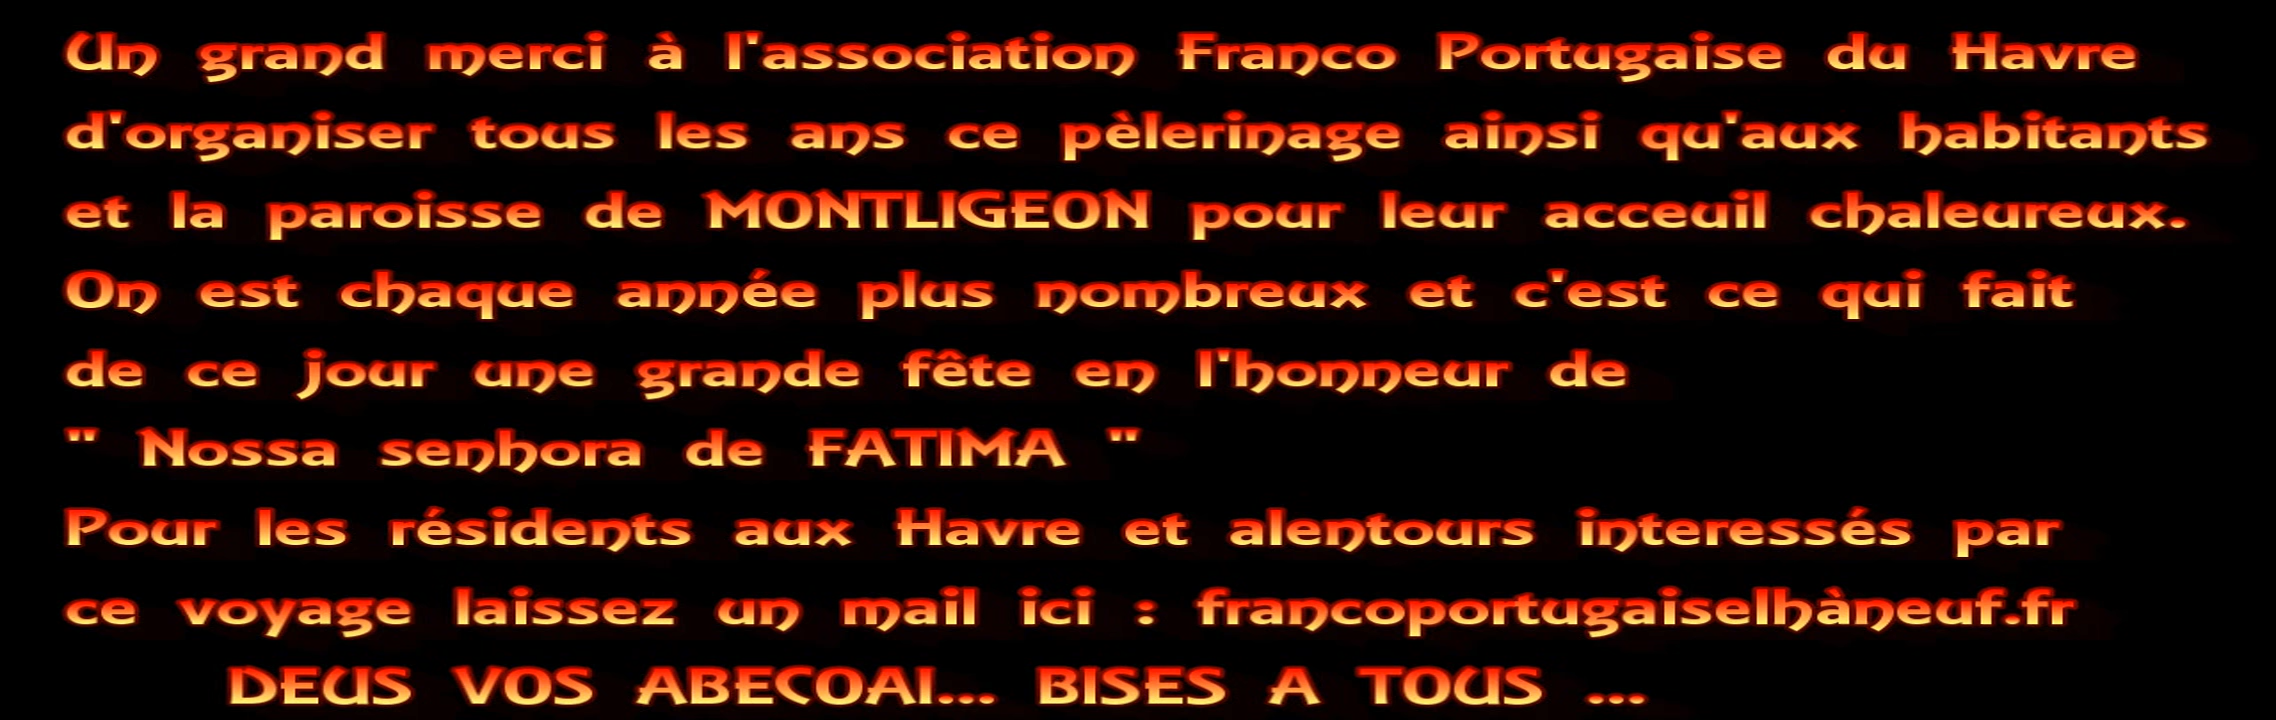 Un grand merci à l'association Franco Portugaise du Havre
d'organiser tous les ans ce pèlerinage ainsi qu'aux habitants
et la paroisse de MONTLIGEON pour leur acceuil chaleureux.
On est chaque année plus nombreux et c'est ce qui fait
de ce jour une grande fête en l'honneur de
" Nossa senhora de FATIMA "
Pour les résidents aux Havre et alentours interessés par
ce voyage laissez un mail ici : francoportugaiselhàneuf.fr
DEUS VOS ABEÇOAI... BISES A TOUS ...